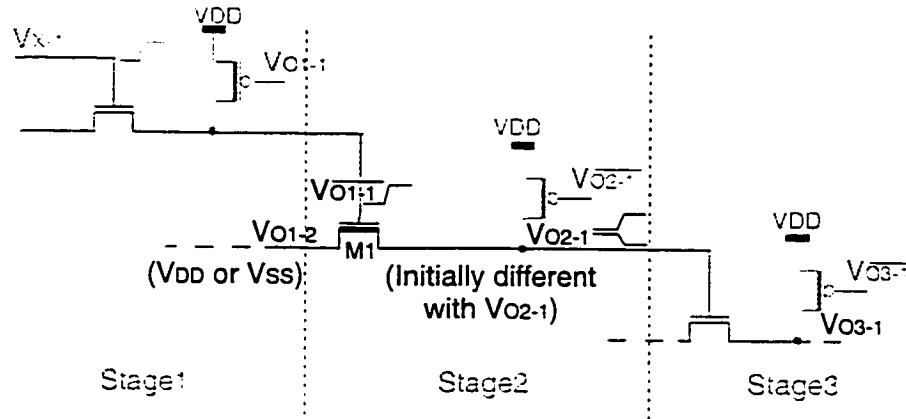 VDD
VO1-1
VDD
VO2-1
VO1-1
VO1-2
M1
VO2-1
VDD
(VDD or VSS)
(Initially different
with VO2-1)
VO3-1
VO3-1
Stage1
Stage2
Stage3